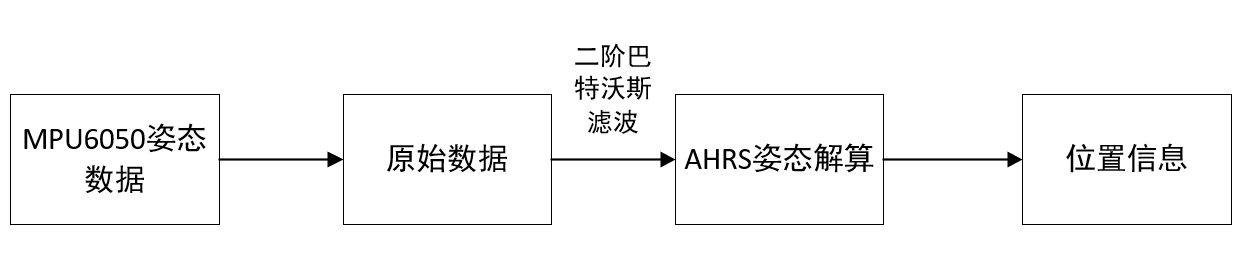 MPU6050姿态
数据
原始数据
二阶巴
特沃斯
滤波
AHRS姿态解算
位置信息